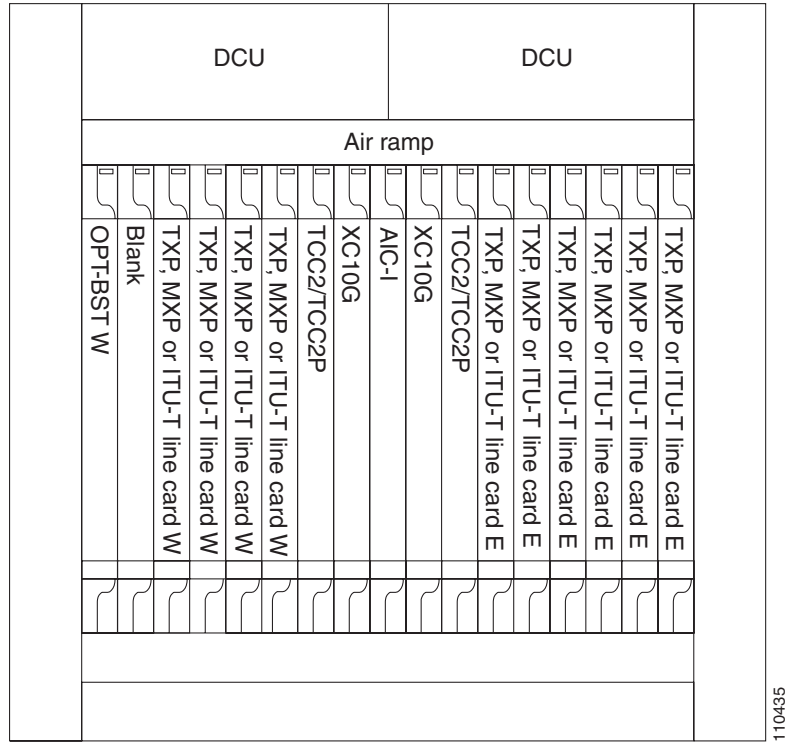 DCU
DCU
Air ramp
OPT-BST W
Blank
TXP, MXP or ITU-T line card W
TXP, MXP or ITU-T line card W
TXP, MXP or ITU-T line card W
TXP, MXP or ITU-T line card W
TCC2/TCC2P
XC10G
AIC-I
XC10G
TCC2/TCC2P
TXP, MXP or ITU-T line card E
TXP, MXP or ITU-T line card E
TXP, MXP or ITU-T line card E
TXP, MXP or ITU-T line card E
TXP, MXP or ITU-T line card E
TXP, MXP or ITU-T line card E
110435